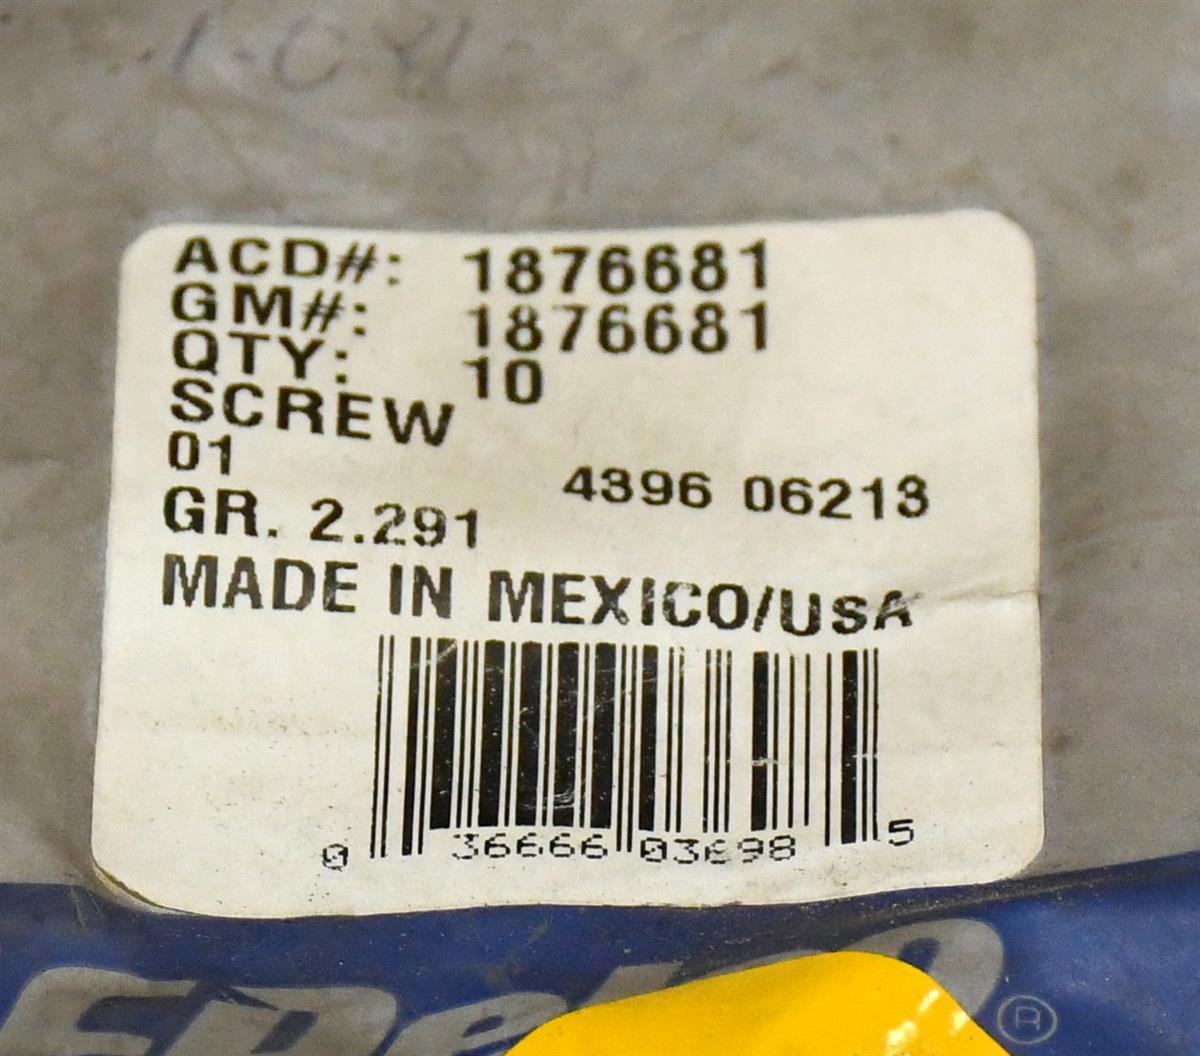 ACD#: 1876681
GM#: 1876681
QTY: 10
SCREW
01
4396 06213
GR. 2.291
MADE IN MEXICO/USA
0 36666 03698 5
®